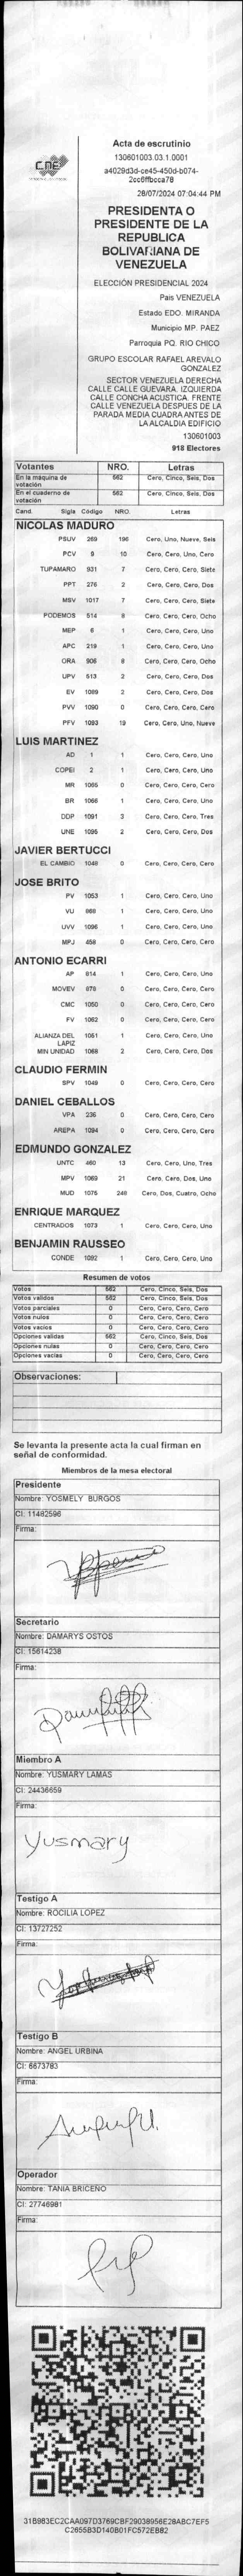 CNE
Acta de escrutinio
130601003.03.1.0001
a4029d3d-ce45-450d-b074-
2cc6ffbcca78
28/07/2024 07:04:44 PM
PRESIDENTA O
PRESIDENTE DE LA
REPUBLICA
BOLIVARIANA DE
VENEZUELA
ELECCIÓN PRESIDENCIAL 2024
Pais VENEZUELA
Estado EDO. MIRANDA
Municipio MP. PAEZ
Parroquia PQ. RIO CHICO
GRUPO ESCOLAR RAFAEL AREVALO
GONZALEZ
SECTOR VENEZUELA DERECHA
CALLE CALLE GUEVARA. IZQUIERDA
CALLE CONCHA ACUSTICA. FRENTE
CALLE VENEZUELA DESPUES DE LA
PARADA MEDIA CUADRA ANTES DE
LA ALCALDIA EDIFICIO
130601003
918 Electores
Votantes NRO. Letras
En la máquina de votación 562 Cero, Cinco, Seis, Dos
En el cuaderno de votación 562 Cero, Cinco, Seis, Dos
Cand. Sigla Código NRO. Letras
NICOLAS MADURO
PSUV 269 196 Cero, Uno, Nueve, Seis
PCV 9 10 Cero, Cero, Uno, Cero
TUPAMARO 931 7 Cero, Cero, Cero, Siete
PPT 276 2 Cero, Cero, Cero, Dos
MSV 1017 7 Cero, Cero, Cero, Siete
PODEMOS 514 8 Cero, Cero, Cero, Ocho
MEP 6 1 Cero, Cero, Cero, Uno
APC 219 1 Cero, Cero, Cero, Uno
ORA 906 8 Cero, Cero, Cero, Ocho
UPV 513 2 Cero, Cero, Cero, Dos
EV 1089 2 Cero, Cero, Cero, Dos
PVV 1090 0 Cero, Cero, Cero, Cero
PFV 1093 19 Cero, Cero, Uno, Nueve
LUIS MARTINEZ
AD 1 1 Cero, Cero, Cero, Uno
COPEI 2 1 Cero, Cero, Cero, Uno
MR 1065 0 Cero, Cero, Cero, Cero
BR 1066 1 Cero, Cero, Cero, Uno
DDP 1091 3 Cero, Cero, Cero, Tres
UNE 1095 2 Cero, Cero, Cero, Dos
JAVIER BERTUCCI
EL CAMBIO 1048 0 Cero, Cero, Cero, Cero
JOSE BRITO
PV 1053 1 Cero, Cero, Cero, Uno
VU 868 1 Cero, Cero, Cero, Uno
UVV 1096 1 Cero, Cero, Cero, Uno
MPJ 458 0 Cero, Cero, Cero, Cero
ANTONIO ECARRI
AP 814 1 Cero, Cero, Cero, Uno
MOVEV 878 0 Cero, Cero, Cero, Cero
CMC 1050 0 Cero, Cero, Cero, Cero
FV 1062 0 Cero, Cero, Cero, Cero
ALIANZA DEL LAPIZ 1061 1 Cero, Cero, Cero, Uno
MIN UNIDAD 1068 2 Cero, Cero, Cero, Dos
CLAUDIO FERMIN
SPV 1049 0 Cero, Cero, Cero, Cero
DANIEL CEBALLOS
VPA 236 0 Cero, Cero, Cero, Cero
AREPA 1094 0 Cero, Cero, Cero, Cero
EDMUNDO GONZALEZ
UNTC 460 13 Cero, Cero, Uno, Tres
MPV 1069 21 Cero, Cero, Dos, Uno
MUD 1075 248 Cero, Dos, Cuatro, Ocho
ENRIQUE MARQUEZ
CENTRADOS 1073 1 Cero, Cero, Cero, Uno
BENJAMIN RAUSSEO
CONDE 1092 1 Cero, Cero, Cero, Uno
Resumen de votos
Votos 562 Cero, Cinco, Seis, Dos
Votos validos 562 Cero, Cinco, Seis, Dos
Votos parciales 0 Cero, Cero, Cero, Cero
Votos nulos 0 Cero, Cero, Cero, Cero
Votos vacios 0 Cero, Cero, Cero, Cero
Opciones validas 562 Cero, Cinco, Seis, Dos
Opciones nulas 0 Cero, Cero, Cero, Cero
Opciones vacias 0 Cero, Cero, Cero, Cero
Observaciones:
Se levanta la presente acta la cual firman en
señal de conformidad.
Miembros de la mesa electoral
Presidente
Nombre: YOSMELY BURGOS
CI: 11482596
Firma:
Secretario
Nombre: DAMARYS OSTOS
CI: 15614238
Firma:
Miembro A
Nombre: YUSMARY LAMAS
CI: 24436659
Firma:
Yusmary
Testigo A
Nombre: ROCILIA LOPEZ
CI: 13727252
Firma:
Testigo B
Nombre: ANGEL URBINA
CI: 6673783
Firma:
Operador
Nombre: TANIA BRICEÑO
CI: 27746981
Firma:
31B983EC2CAA097D3769CBF29038956E28ABC7EF5
C2655B3D140B01FC572EB82